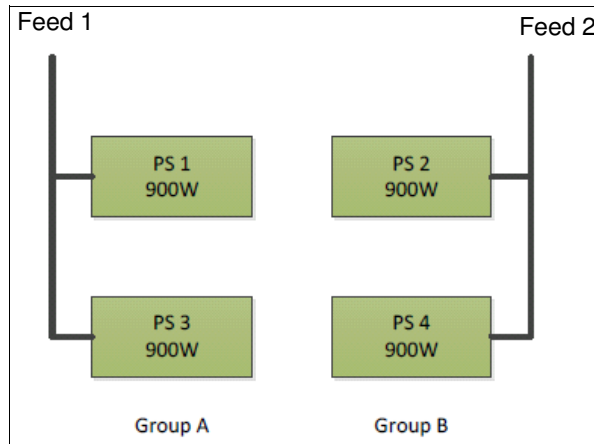 Feed 1
Feed 2
PS 1
900W
PS 2
900W
PS 3
900W
PS 4
900W
Group A
Group B